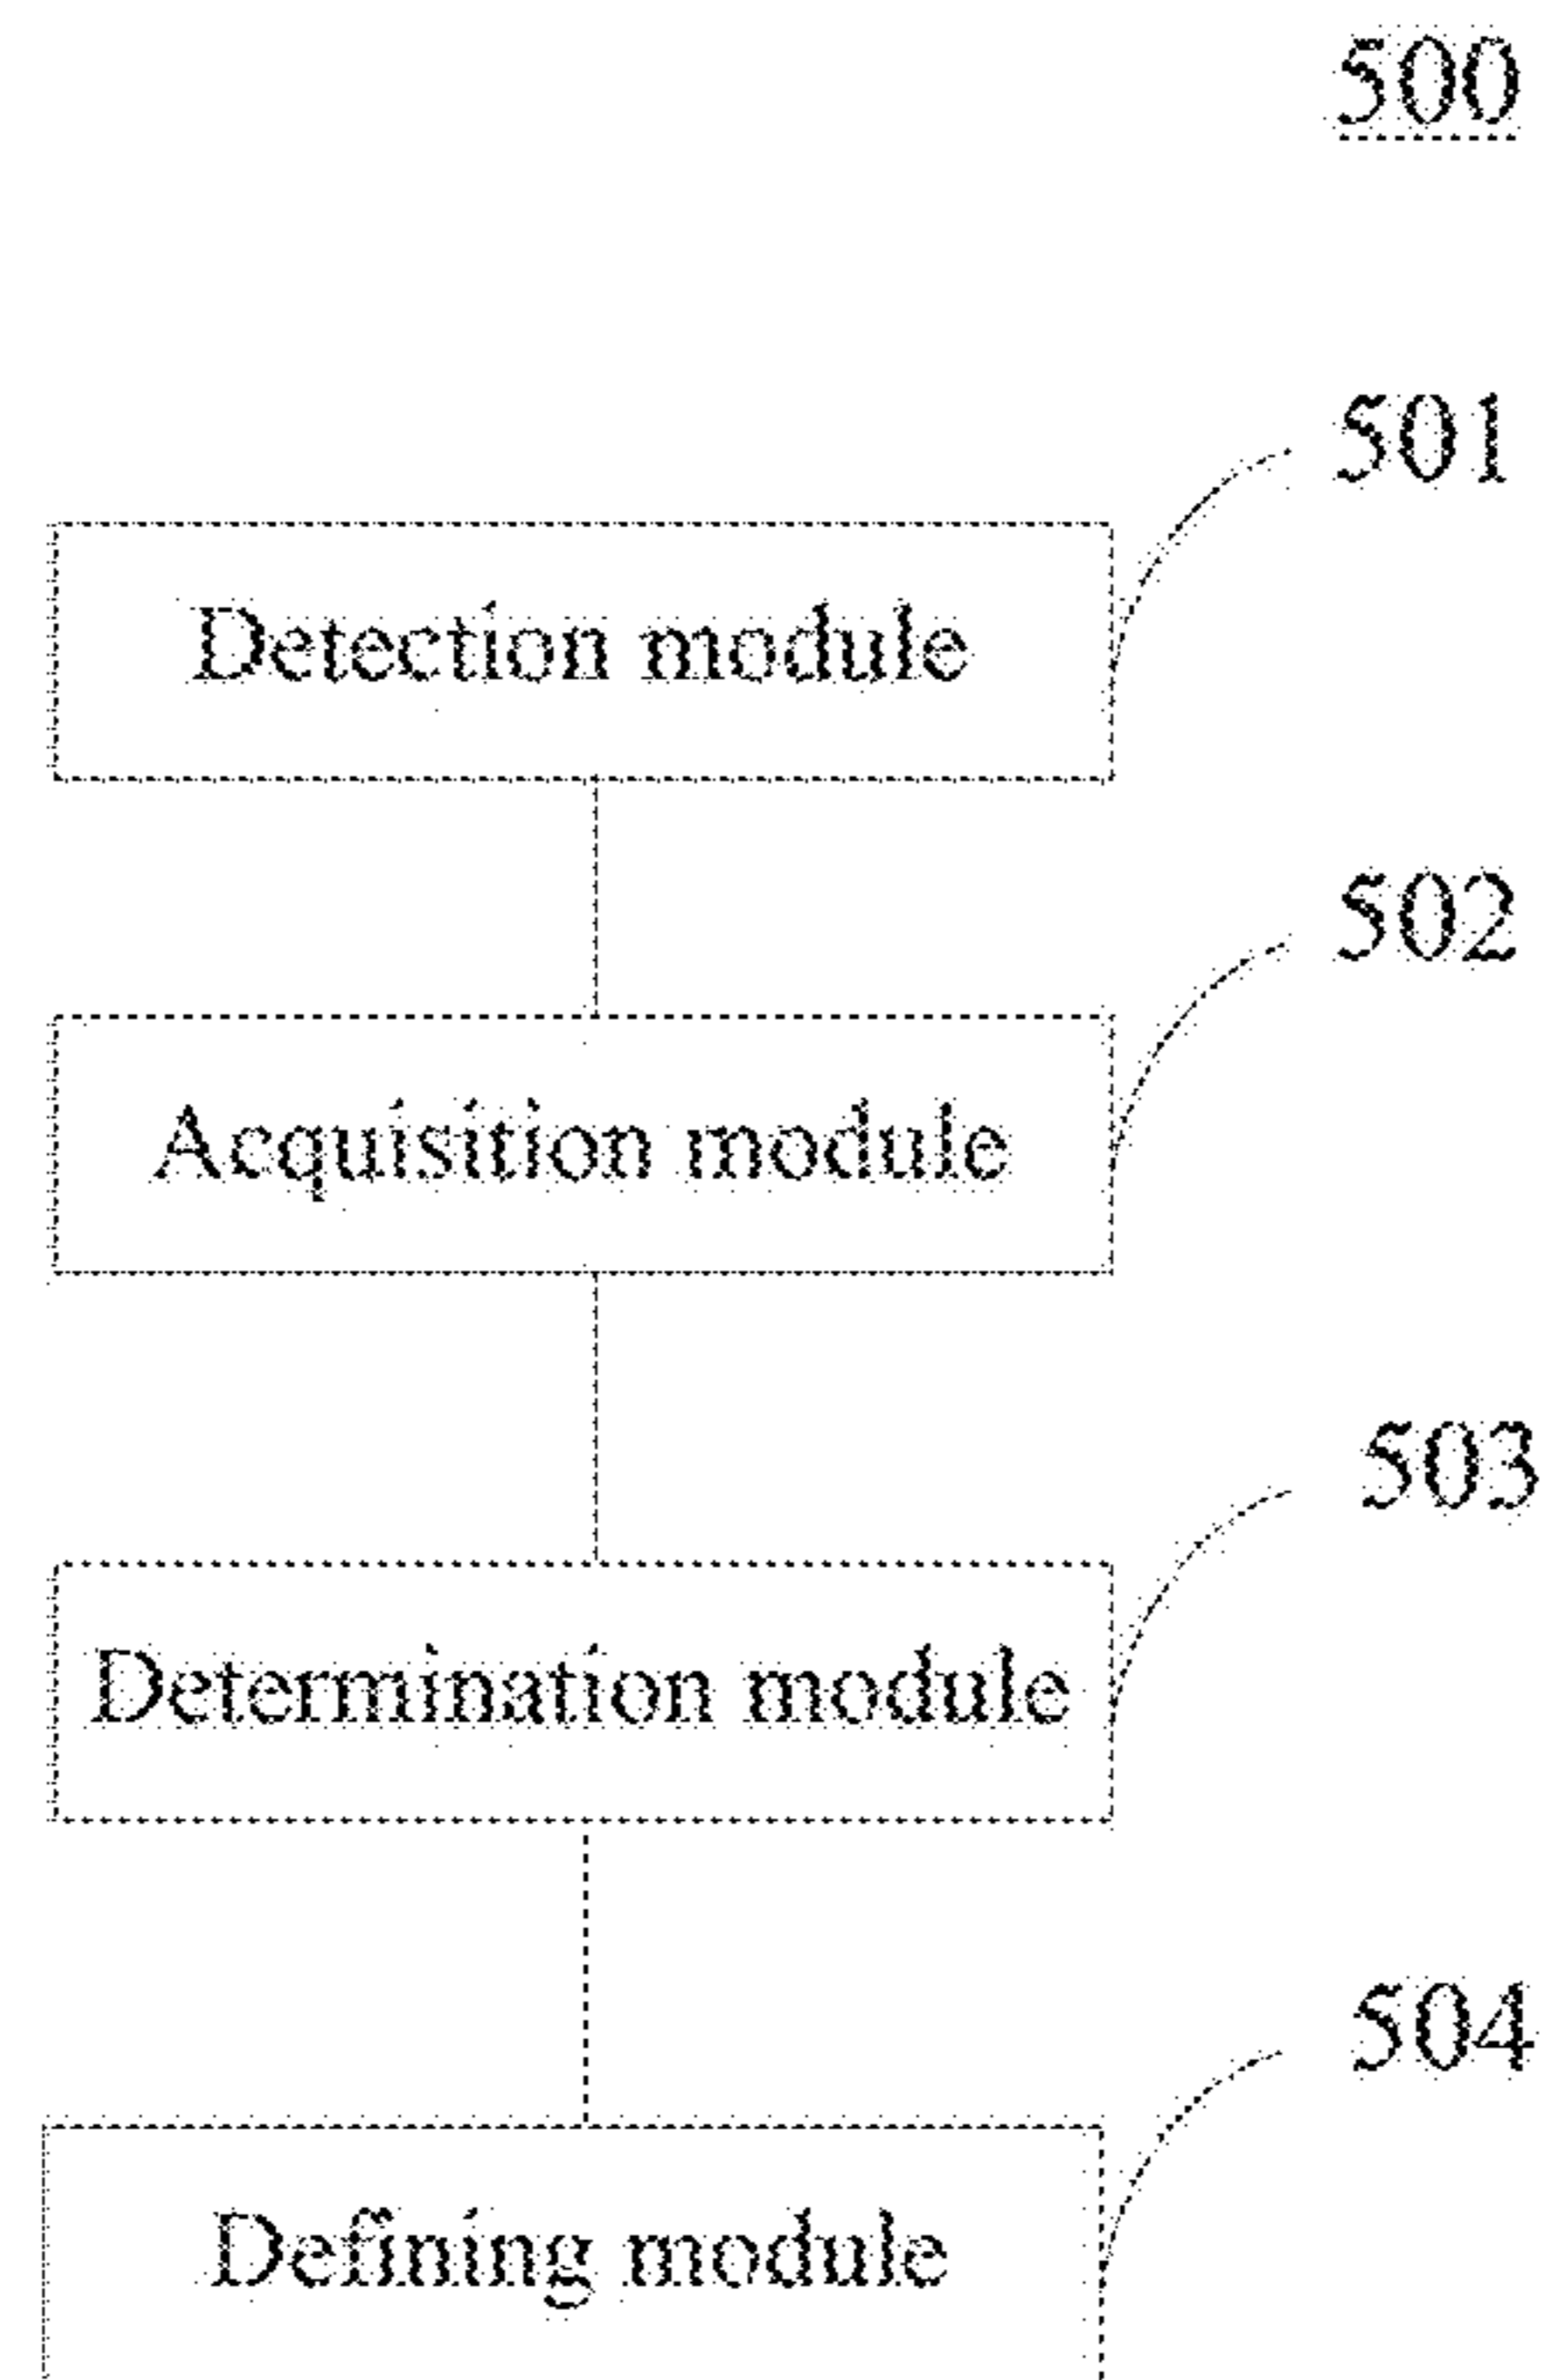 500
501
Detection module
502
Acquisition module
503
Determination module
504
Defining module